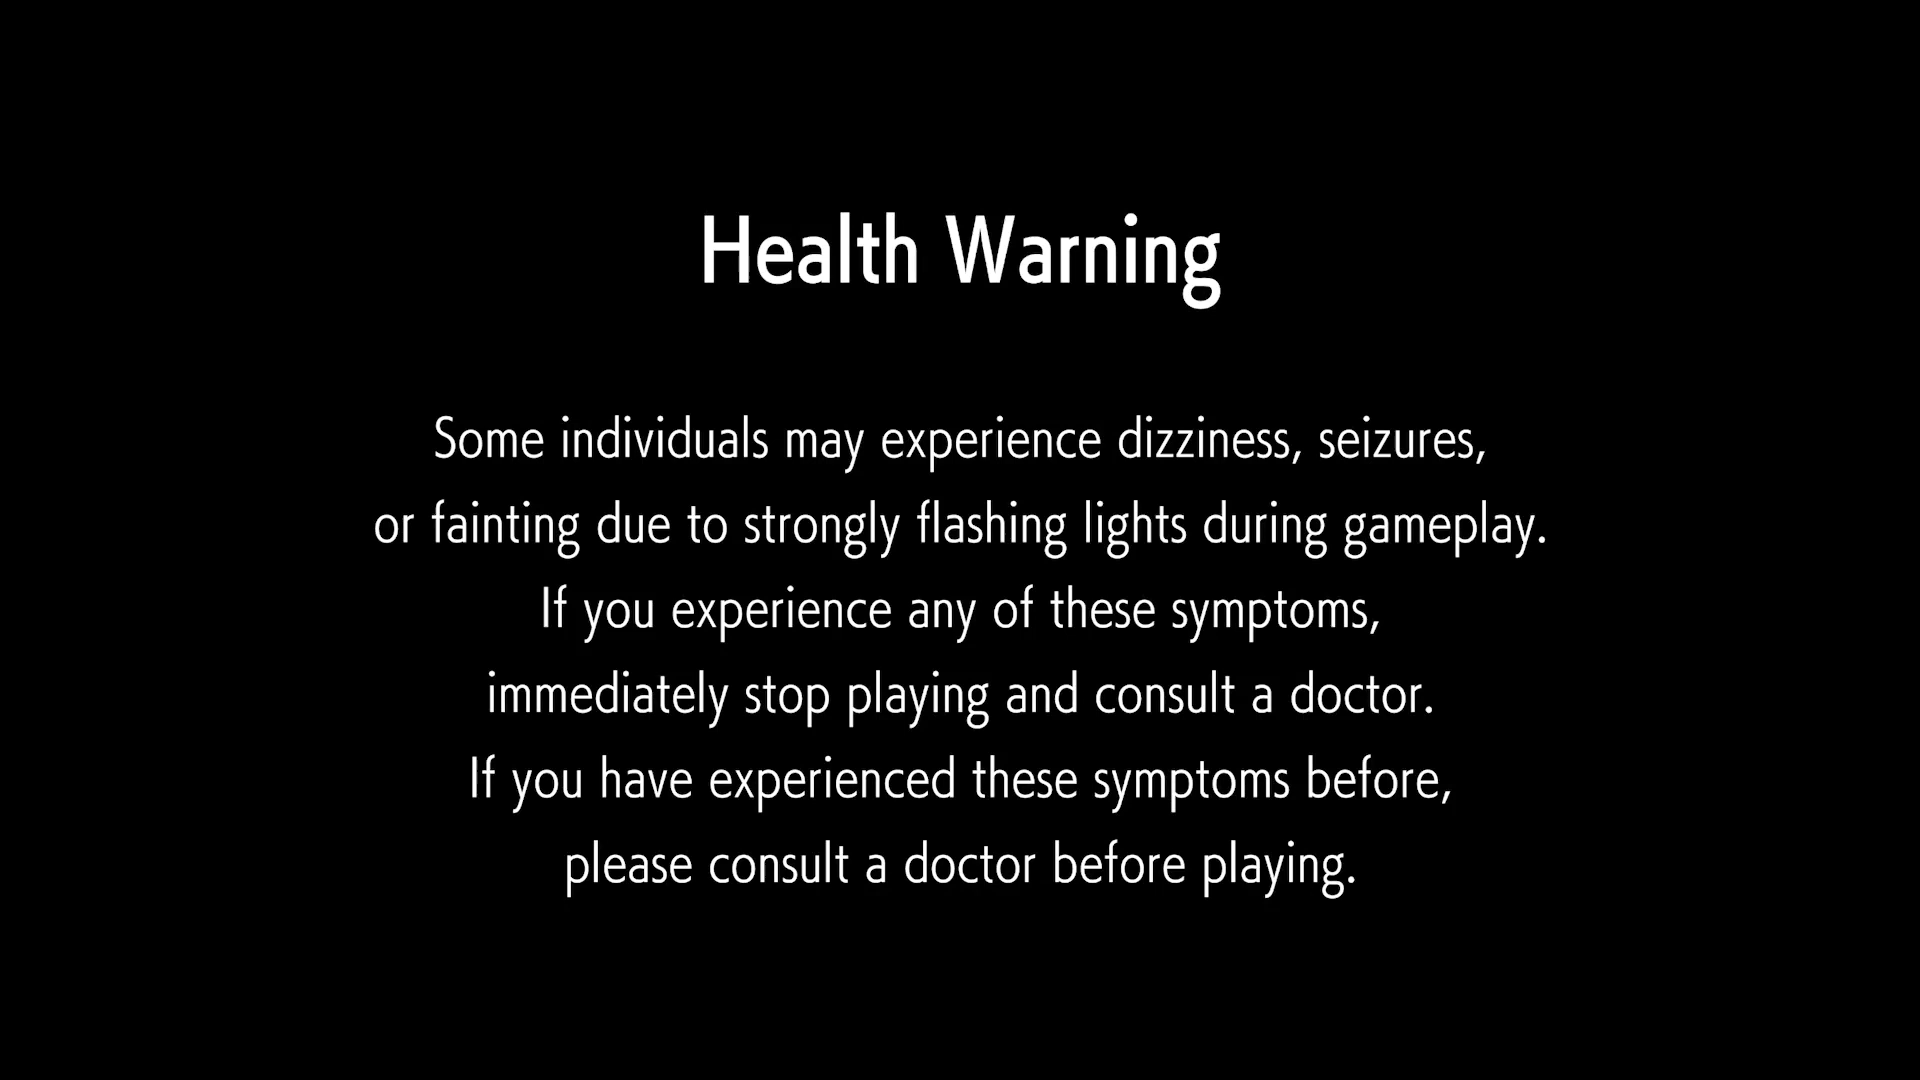 Health Warning
Some individuals may experience dizziness, seizures,
or fainting due to strongly flashing lights during gameplay.
If you experience any of these symptoms,
immediately stop playing and consult a doctor.
If you have experienced these symptoms before,
please consult a doctor before playing.